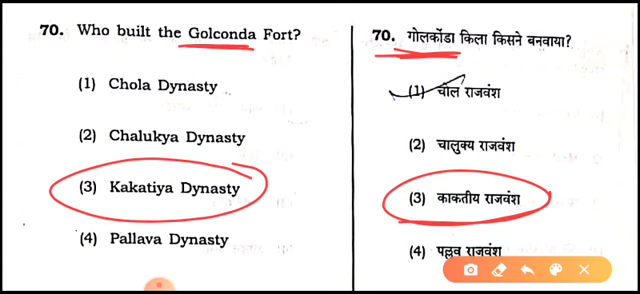 70. Who built the Golconda Fort?
(1) Chola Dynasty
(2) Chalukya Dynasty
(3) Kakatiya Dynasty
(4) Pallava Dynasty
70. गोलकोंडा किला किसने बनवाया?
(1) चोल राजवंश
(2) चालुक्य राजवंश
(3) काकतीय राजवंश
(4) पल्लव राजवंश